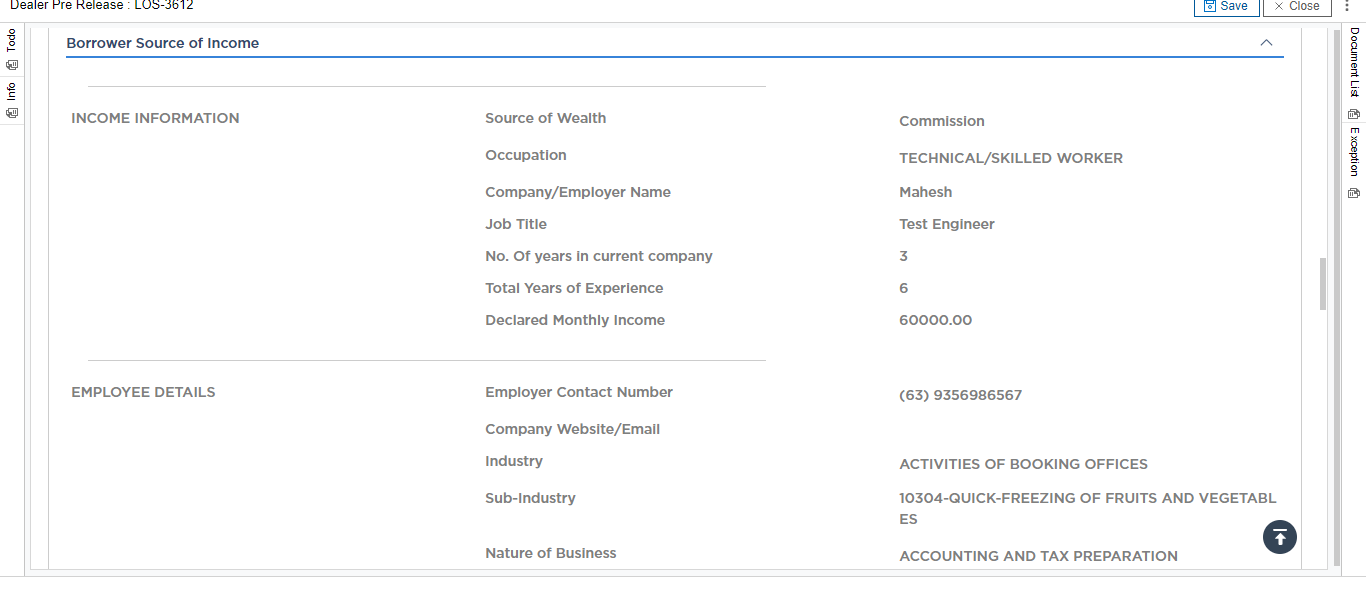 Dealer Pre Release : LOS-3612
Save
Close
Todo
Info
Document List
Exception
Borrower Source of Income
INCOME INFORMATION
Source of Wealth
Commission
Occupation
TECHNICAL/SKILLED WORKER
Company/Employer Name
Mahesh
Job Title
Test Engineer
No. Of years in current company
3
Total Years of Experience
6
Declared Monthly Income
60000.00
EMPLOYEE DETAILS
Employer Contact Number
(63) 9356986567
Company Website/Email
Industry
ACTIVITIES OF BOOKING OFFICES
Sub-Industry
10304-QUICK-FREEZING OF FRUITS AND VEGETABL
ES
Nature of Business
ACCOUNTING AND TAX PREPARATION